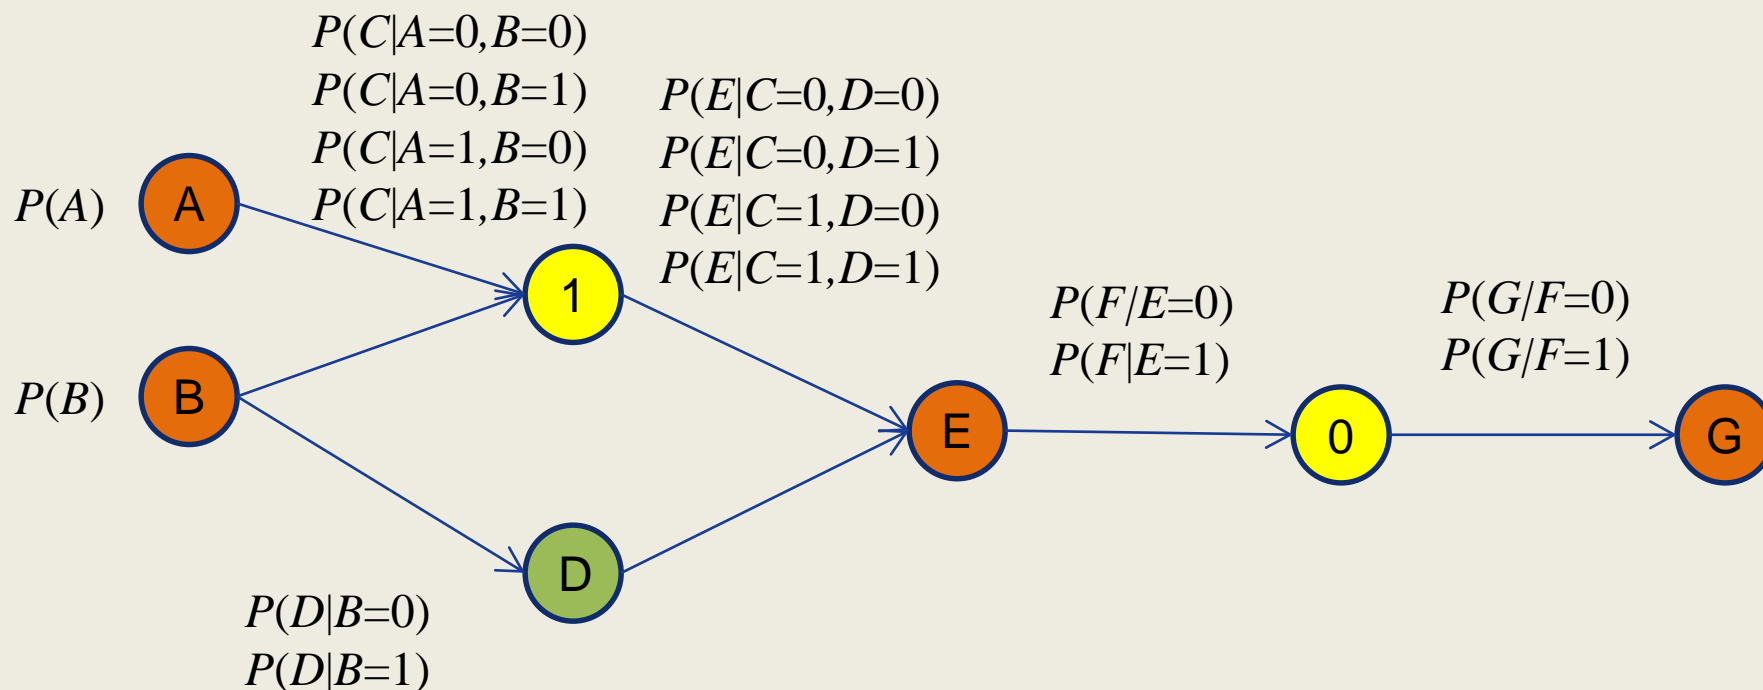 P(C|A=0,B=0)
P(C|A=0,B=1)
P(C|A=1,B=0)
P(C|A=1,B=1)
P(E|C=0,D=0)
P(E|C=0,D=1)
P(E|C=1,D=0)
P(E|C=1,D=1)
P(A)
A
1
P(F/E=0)
P(F|E=1)
P(G/F=0)
P(G/F=1)
P(B)
B
E
0
G
D
P(D|B=0)
P(D|B=1)